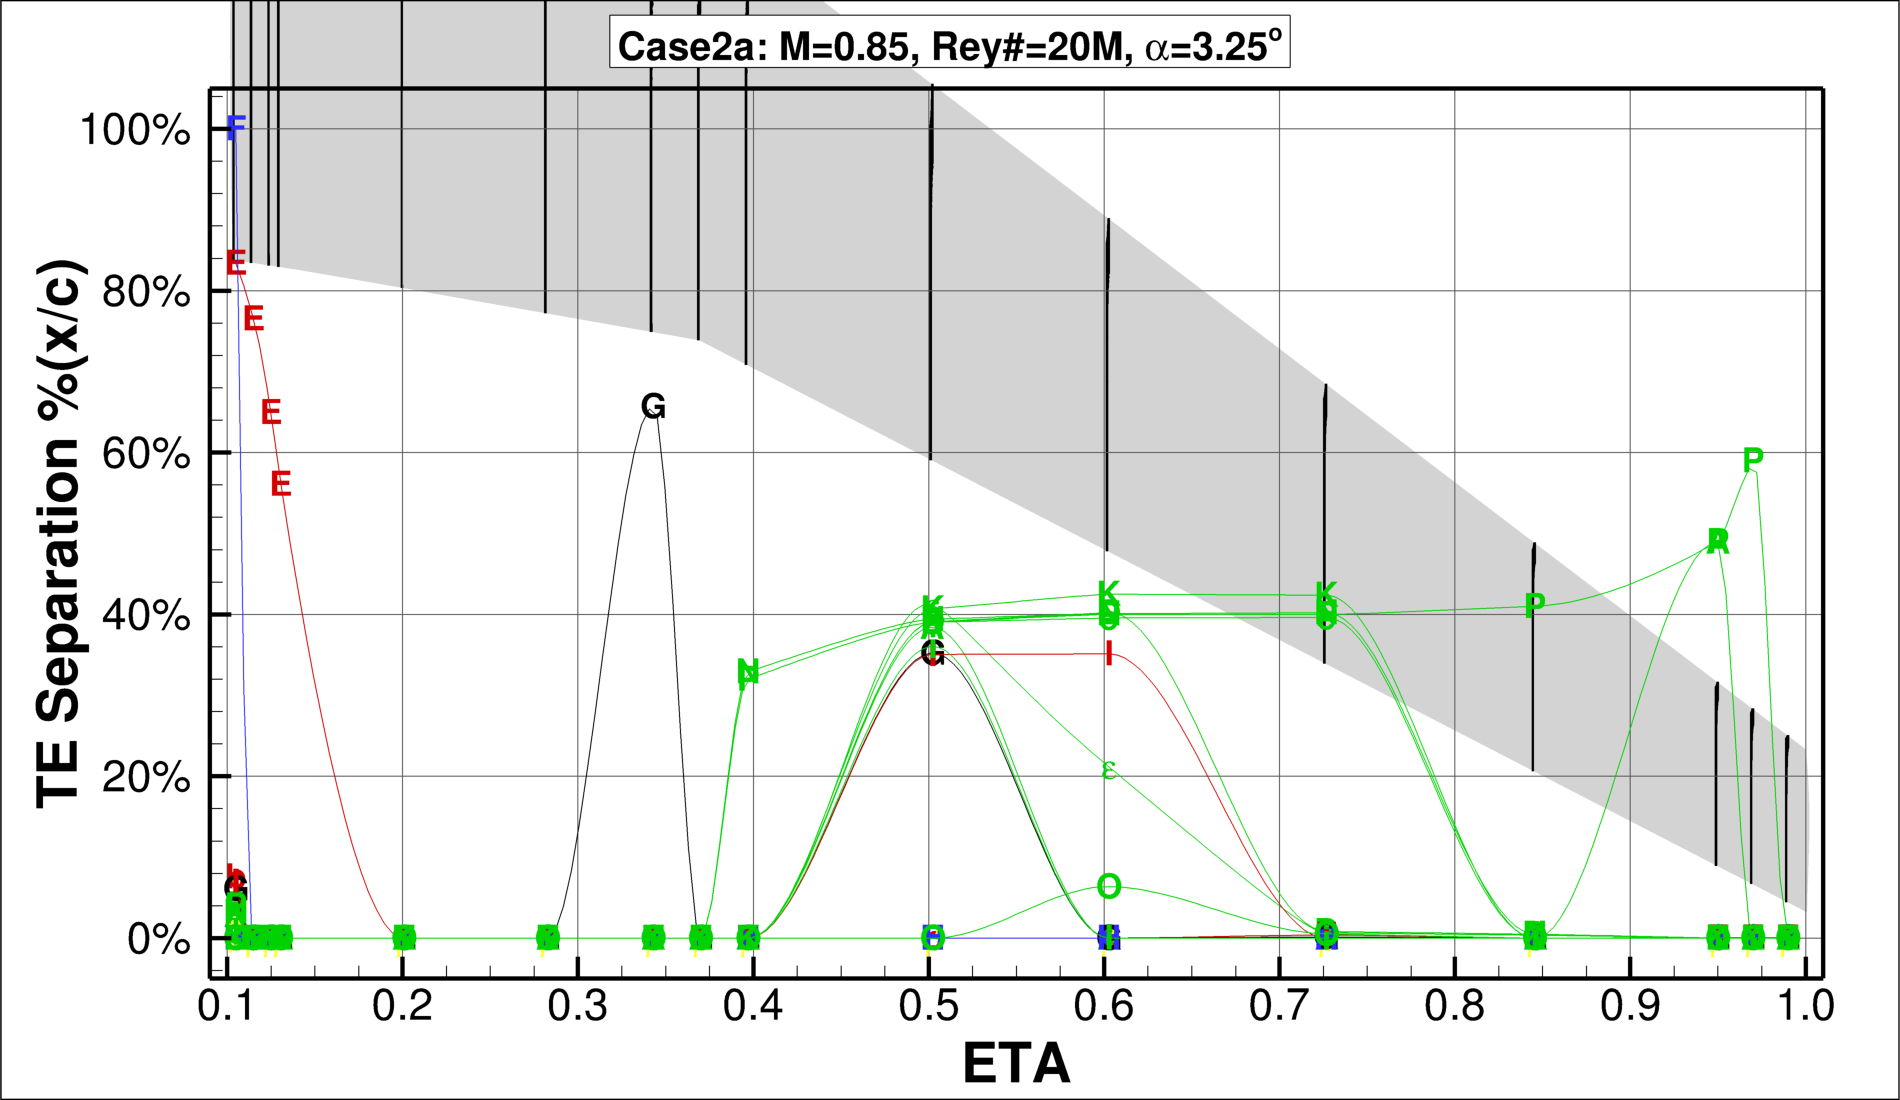 Case2a: M=0.85, Rey#=20M, α=3.25°
TE Separation %(x/c)
100%
80%
60%
40%
20%
0%
F
E
E
E
E
G
G
N
K
G
I
K
I
ε
O
K
P
P
O
0.1 0.2 0.3 0.4 0.5 0.6 0.7 0.8 0.9 1.0
ETA